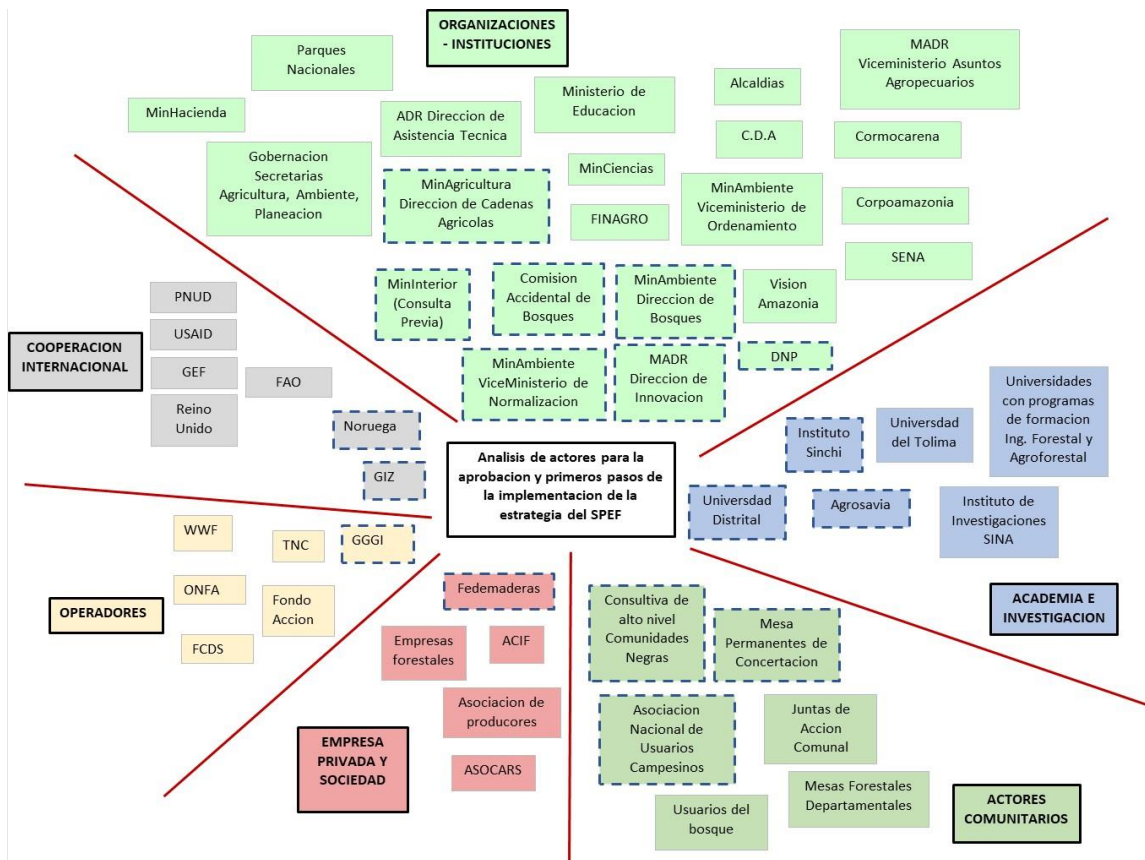 ORGANIZACIONES
- INSTITUCIONES
Parques
Nacionales
MADR
Viceministerio Asuntos
Agropecuarios
MinHacienda
ADR Direccion de
Asistencia Tecnica
Ministerio de
Educacion
Alcaldias
C.D.A
Cormocarena
Gobernacion
Secretarias
Agricultura, Ambiente,
Planeacion
MinAgricultura
Direccion de Cadenas
Agricolas
MinCiencias
FINAGRO
MinAmbiente
Viceministerio de
Ordenamiento
Corpoamazonia
SENA
MinInterior
(Consulta
Previa)
Comision
Accidental de
Bosques
MinAmbiente
Direccion de
Bosques
Vision
Amazonia
MinAmbiente
ViceMinisterio de
Normalizacion
MADR
Direccion de
Innovacion
DNP
COOPERACION
INTERNACIONAL
PNUD
USAID
GEF
FAO
Reino
Unido
Noruega
GIZ
Analisis de actores para la
aprobacion y primeros pasos de
la implementacion de la
estrategia del SPEF
Instituto
Sinchi
Universdad
del Tolima
Universidades
con programas
de formacion
Ing. Forestal y
Agroforestal
Universdad
Distrital
Agrosavia
Instituto de
Investigaciones
SINA
ACADEMIA E
INVESTIGACION
WWF
TNC
GGGI
OPERADORES
ONFA
Fondo
Accion
FCDS
Fedemaderas
Empresas
forestales
ACIF
Asociacion de
producores
ASOCARS
EMPRESA
PRIVADA Y
SOCIEDAD
Consultiva de
alto nivel
Comunidades
Negras
Mesa
Permanentes de
Concertacion
Asociacion
Nacional de
Usuarios
Campesinos
Juntas de
Accion
Comunal
Usuarios del
bosque
Mesas Forestales
Departamentales
ACTORES
COMUNITARIOS